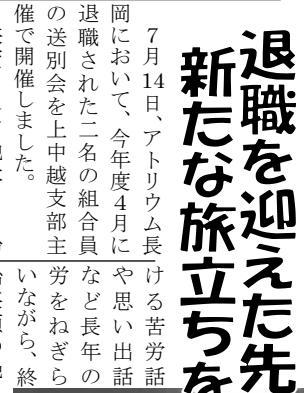 退職を迎えた先
新たな旅立ちを
7月14日、アトリウム長
岡において、今年度4月に
退職された二名の組合員
の送別会を上中越支部主
催で開催しました。
ける苦労話
や思い出話
など長年の
労をねぎら
いながら、終